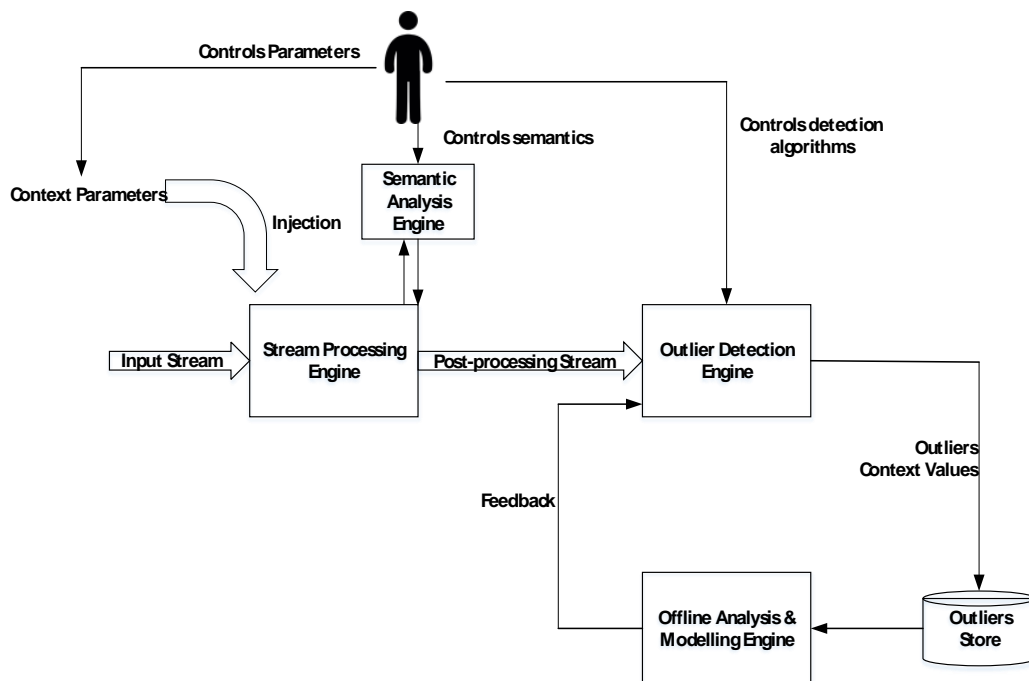 Controls Parameters
Controls semantics
Controls detection
algorithms
Semantic
Analysis
Engine
Context Parameters
Injection
Input Stream
Stream Processing
Engine
Post-processing Stream
Outlier Detection
Engine
Outliers
Context Values
Feedback
Offline Analysis &
Modelling Engine
Outliers
Store